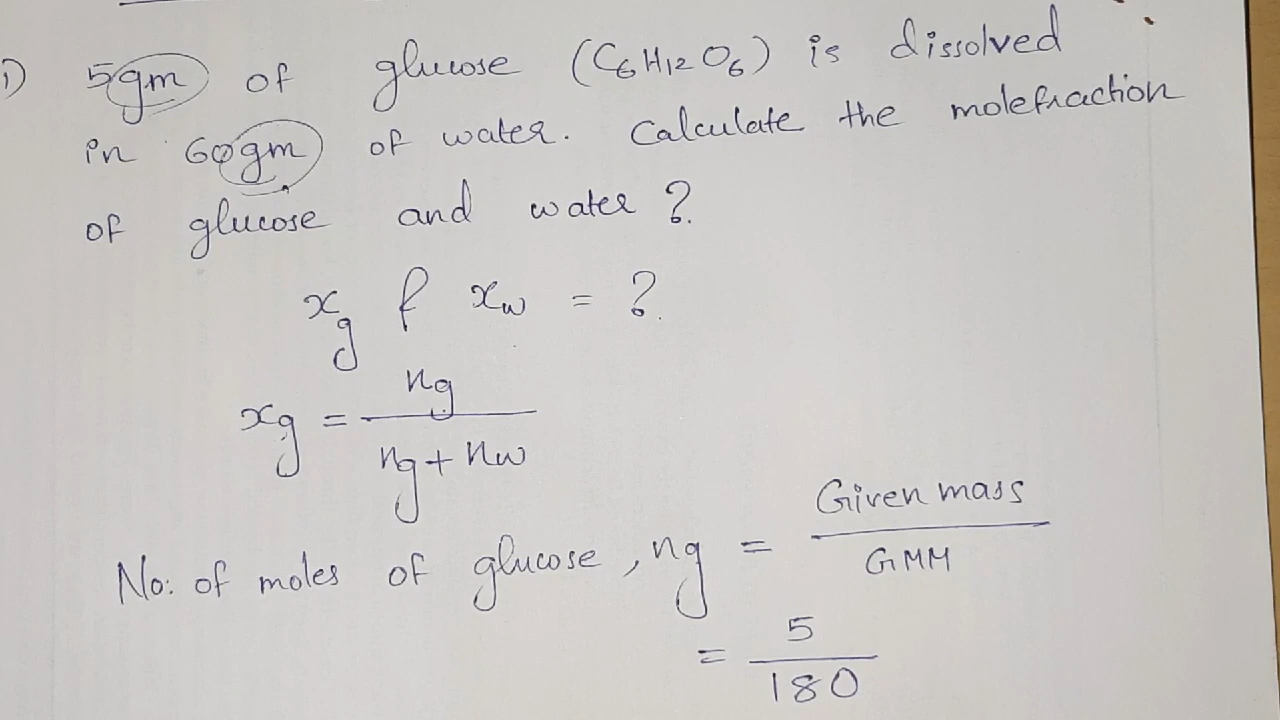 1) 5gm of glucose (C6H12O6) is dissolved
in 60gm of water. Calculate the molefraction
of glucose and water ?
xg & xw = ?
xg = ng
ng + nw
No: of moles of glucose, ng = Given mass
GMM
= 5
180